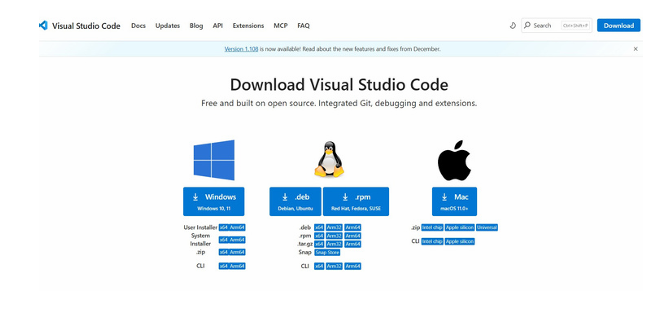 Visual Studio Code Docs Updates Blog API Extensions MCP FAQ Search Ctrl+Shift+F Download
Version 1.108 is now available! Read about the new features and fixes from December.
Download Visual Studio Code
Free and built on open source. Integrated Git, debugging and extensions.
Windows
Windows 10, 11
User Installer x64 Arm64
System Installer x64 Arm64
.zip x64 Arm64
CLI x64 Arm64
.deb
Debian, Ubuntu
.rpm
Red Hat, Fedora, SUSE
.deb x64 Arm32 Arm64
.rpm x64 Arm32 Arm64
.tar.gz x64 Arm32 Arm64
Snap Snap Store
CLI x64 Arm32 Arm64
Mac
macOS 11.0+
.zip Intel chip Apple silicon Universal
CLI Intel chip Apple silicon